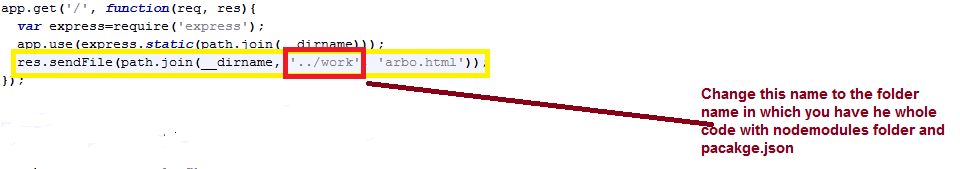 app.get('/', function(req, res){
var express=require('express');
app.use(express.static(path.join(__dirname)));
res.sendFile(path.join(__dirname, '../work' 'arbo.html'));
});
Change this name to the folder
name in which you have he whole
code with nodemodules folder and
pacakge.json